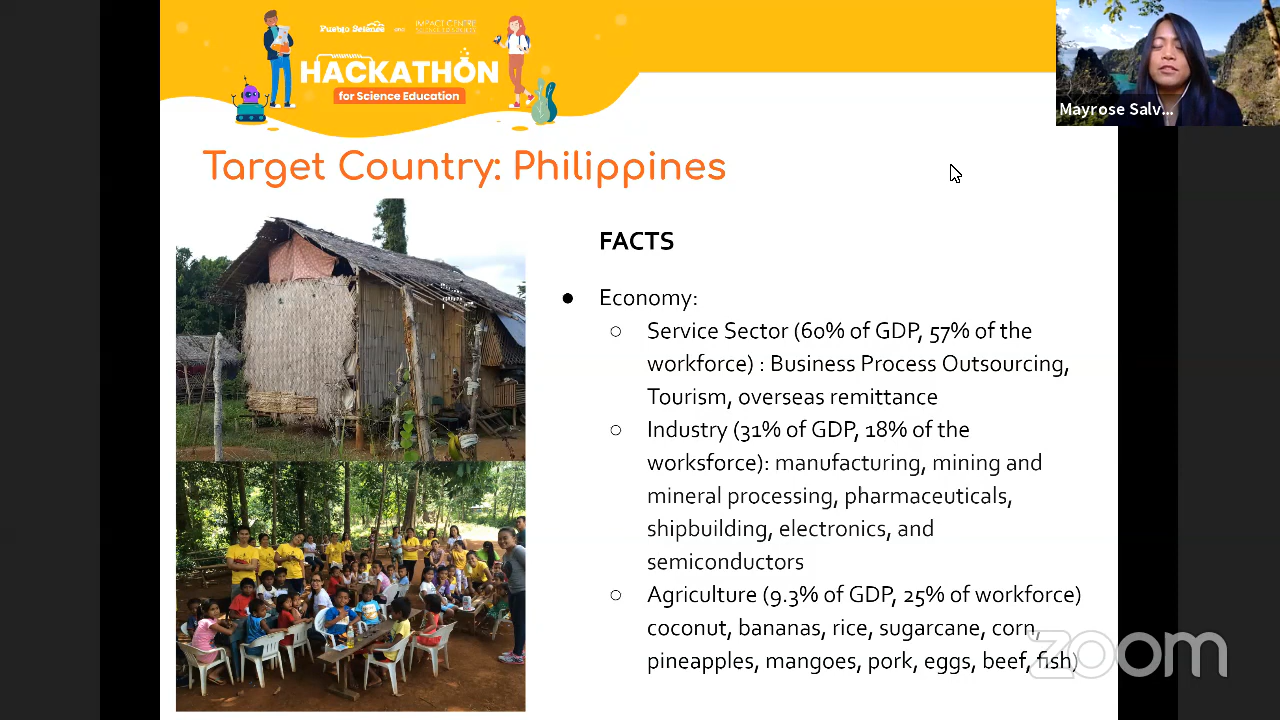 Pueblo Science and IMPACT CENTRE
HACKATHON
for Science Education
Mayrose Salv...
Target Country: Philippines
FACTS
● Economy:
○ Service Sector (60% of GDP, 57% of the
workforce) : Business Process Outsourcing,
Tourism, overseas remittance
○ Industry (31% of GDP, 18% of the
worksforce): manufacturing, mining and
mineral processing, pharmaceuticals,
shipbuilding, electronics, and
semiconductors
○ Agriculture (9.3% of GDP, 25% of workforce)
coconut, bananas, rice, sugarcane, corn,
pineapples, mangoes, pork, eggs, beef, fish)
zoom